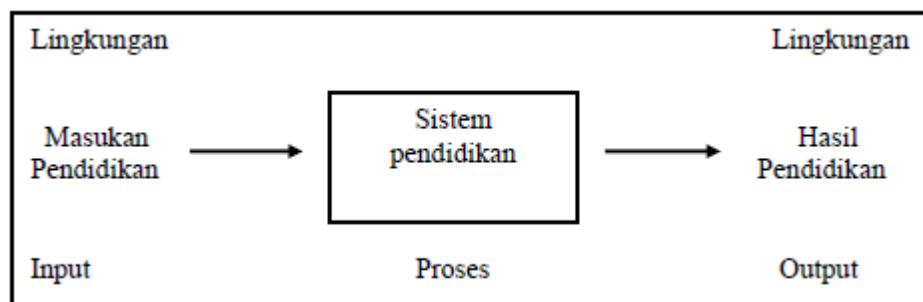 Lingkungan
Lingkungan
Masukan
Pendidikan
Sistem
pendidikan
Hasil
Pendidikan
Input
Proses
Output